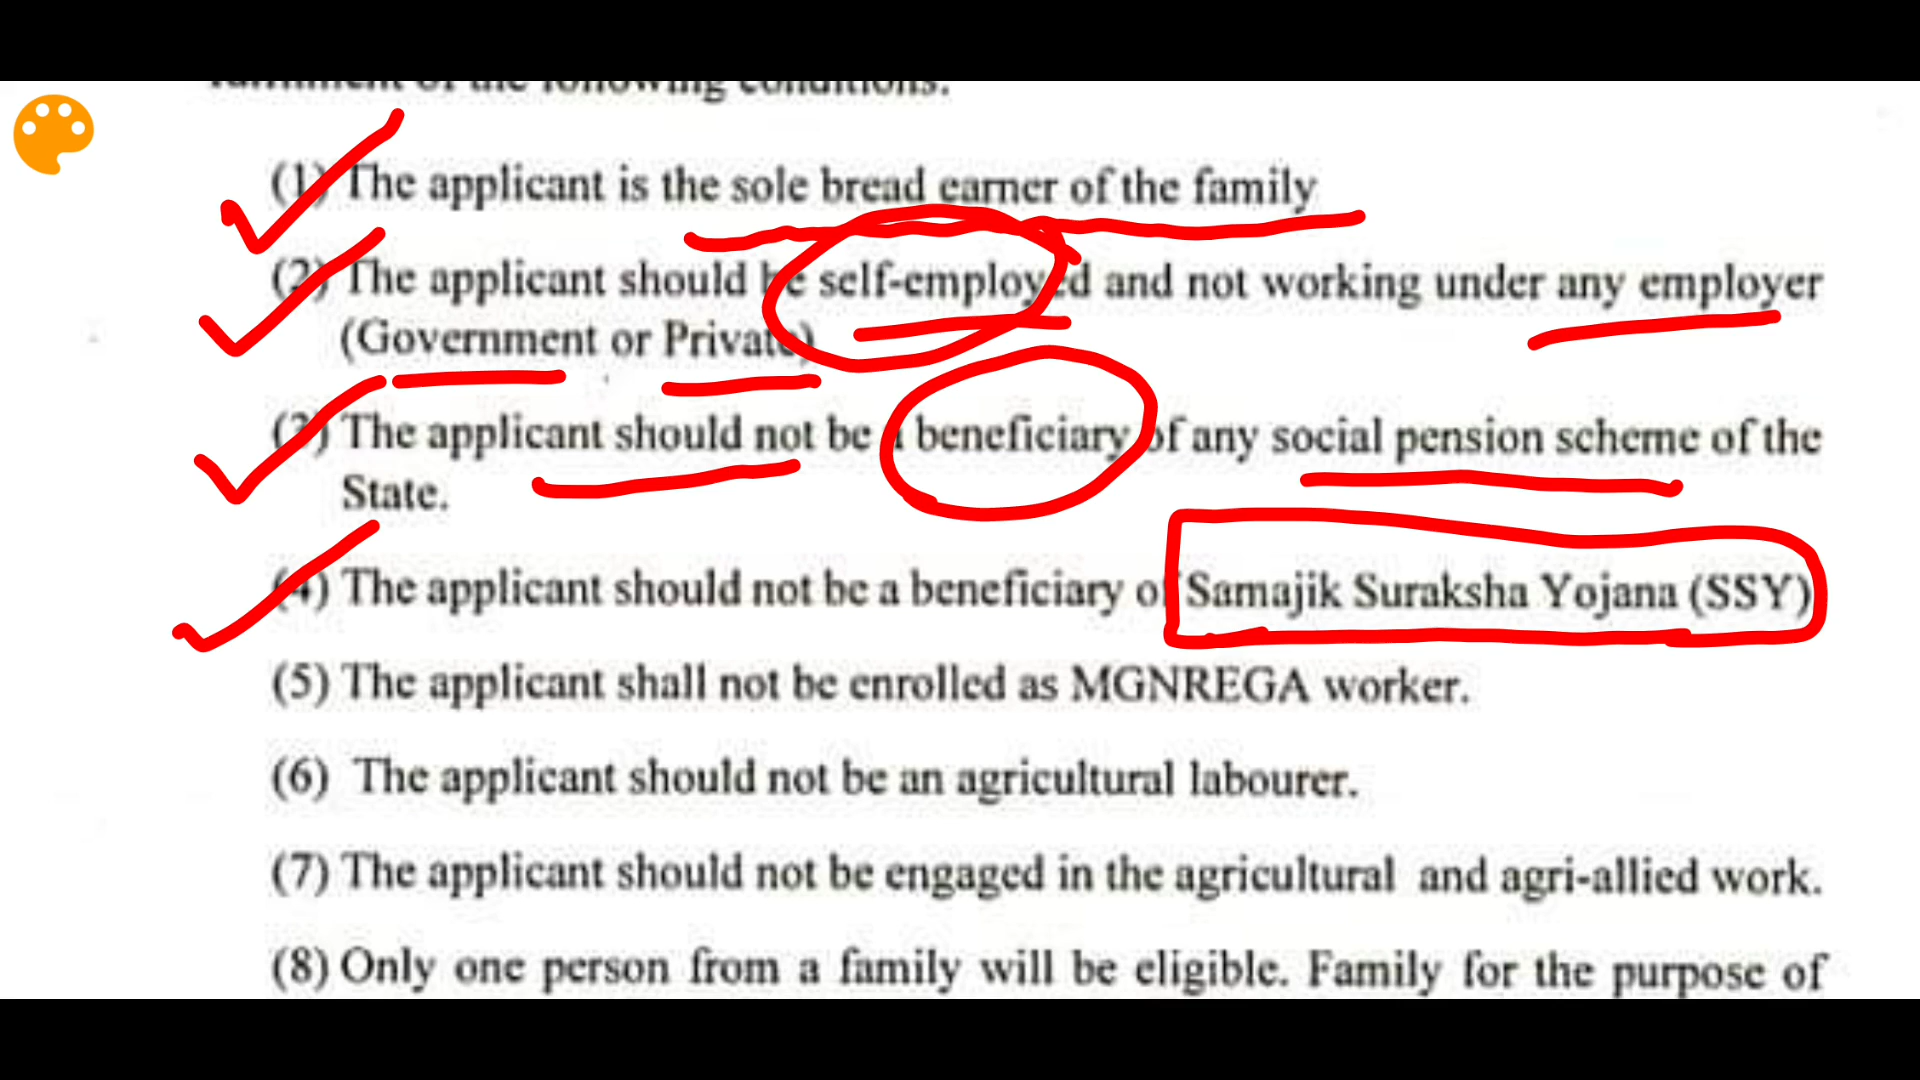 fulfilment of the following conditions.
(1) The applicant is the sole bread earner of the family
(2) The applicant should be self-employed and not working under any employer
(Government or Private)
(3) The applicant should not be a beneficiary of any social pension scheme of the
State.
(4) The applicant should not be a beneficiary of Samajik Suraksha Yojana (SSY)
(5) The applicant shall not be enrolled as MGNREGA worker.
(6) The applicant should not be an agricultural labourer.
(7) The applicant should not be engaged in the agricultural and agri-allied work.
(8) Only one person from a family will be eligible. Family for the purpose of